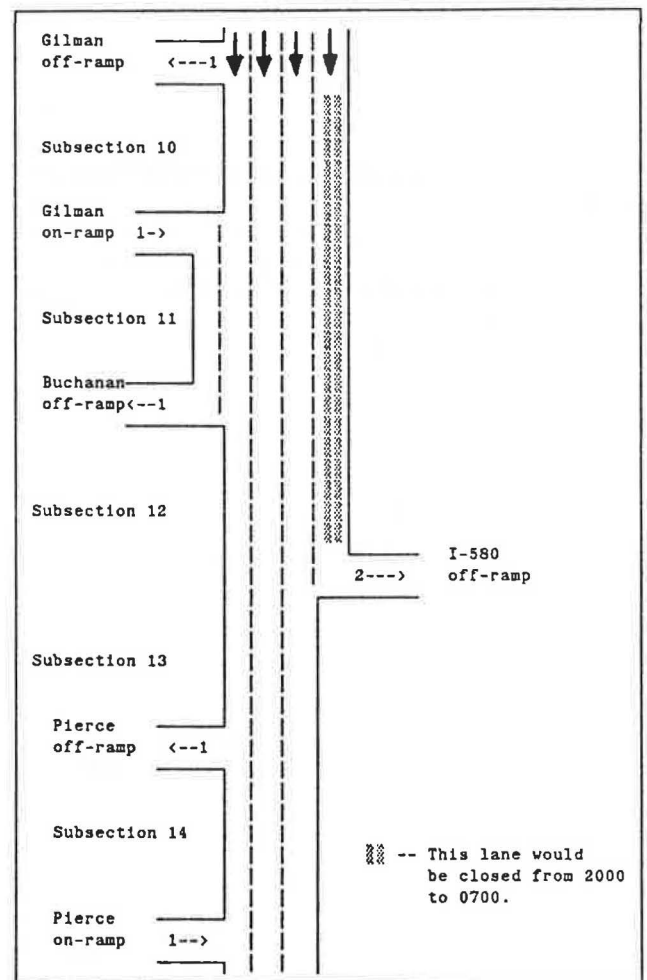 Gilman
off-ramp <---1
Subsection 10
Gilman
on-ramp 1->
Subsection 11
Buchanan
off-ramp<--1
Subsection 12
I-580
2---> off-ramp
Subsection 13
Pierce
off-ramp <--1
Subsection 14
-- This lane would
be closed from 2000
to 0700.
Pierce
on-ramp 1-->